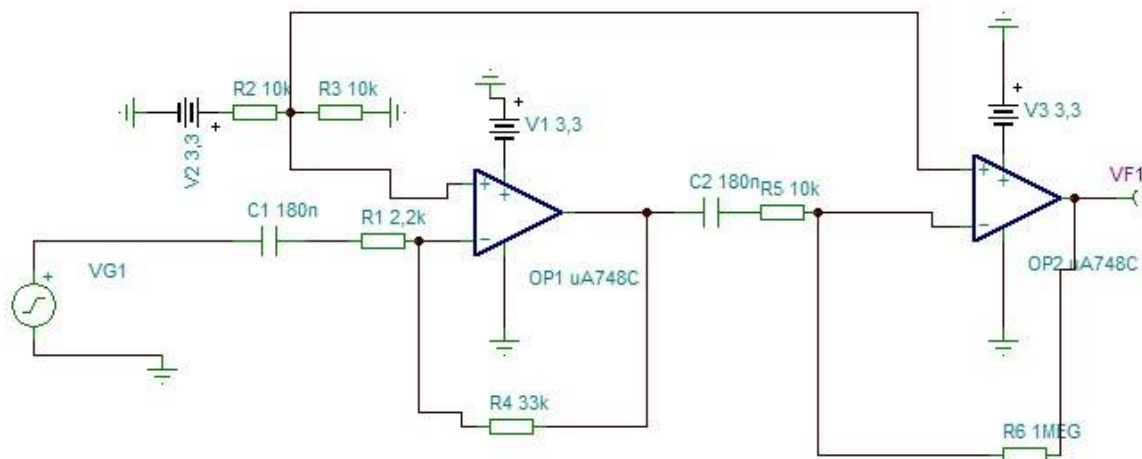 R2 10k
R3 10k
V2 3,3
+
V1 3,3
+
V3 3,3
+
VF1
C1 180n
R1 2,2k
+
+
−
C2 180n
R5 10k
+
+
−
VG1
+
OP1 uA748C
OP2 uA748C
R4 33k
R6 1MEG